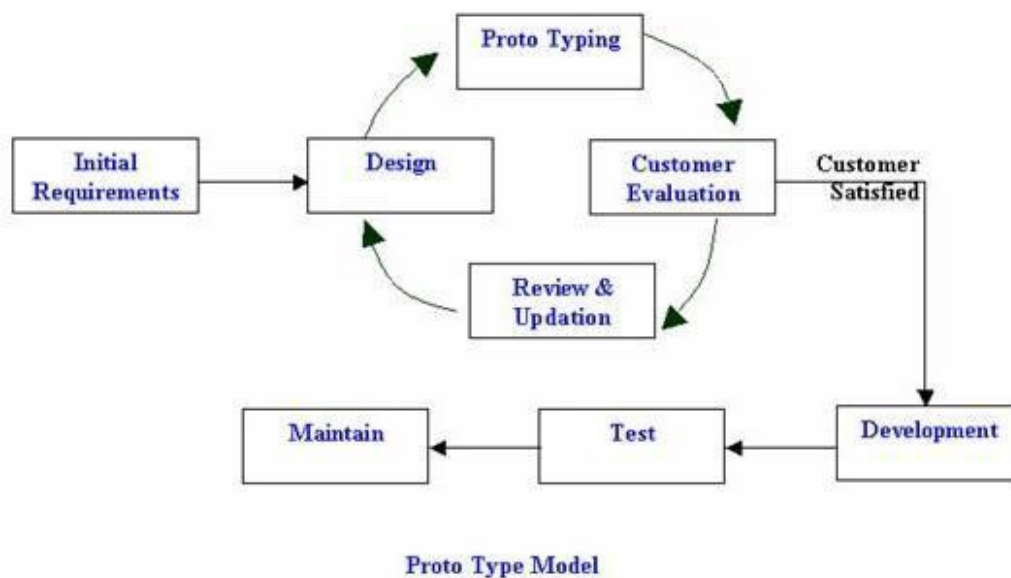 Proto Typing
Initial
Requirements
Design
Customer
Evaluation
Customer
Satisfied
Review &
Updation
Maintain
Test
Development
Proto Type Model